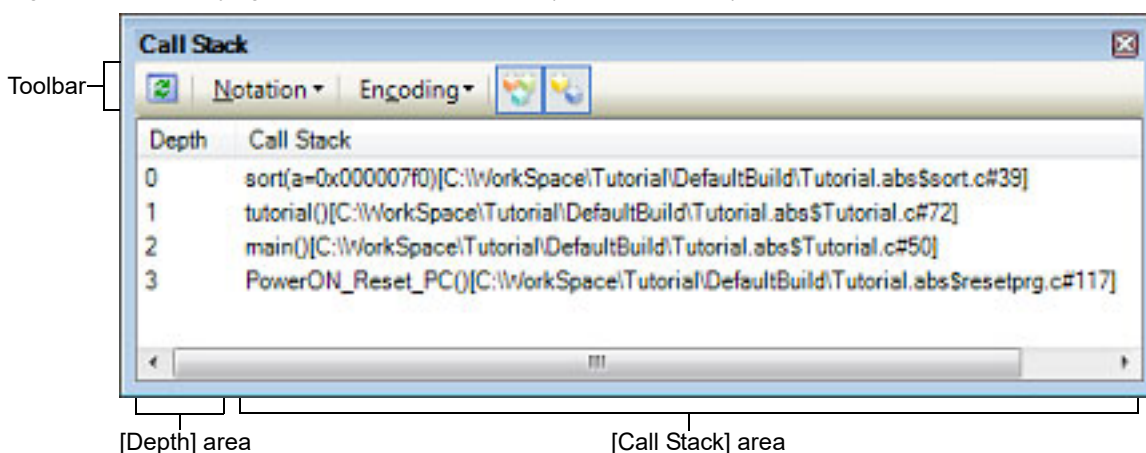 Call Stack
Toolbar
Notation Encoding
Depth Call Stack
0 sort(a=0x000007f0)[C:\WorkSpace\Tutorial\DefaultBuild\Tutorial.abs$sort.c#39]
1 tutorial()[C:\WorkSpace\Tutorial\DefaultBuild\Tutorial.abs$Tutorial.c#72]
2 main()[C:\WorkSpace\Tutorial\DefaultBuild\Tutorial.abs$Tutorial.c#50]
3 PowerON_Reset_PC()[C:\WorkSpace\Tutorial\DefaultBuild\Tutorial.abs$resetprg.c#117]
[Depth] area [Call Stack] area